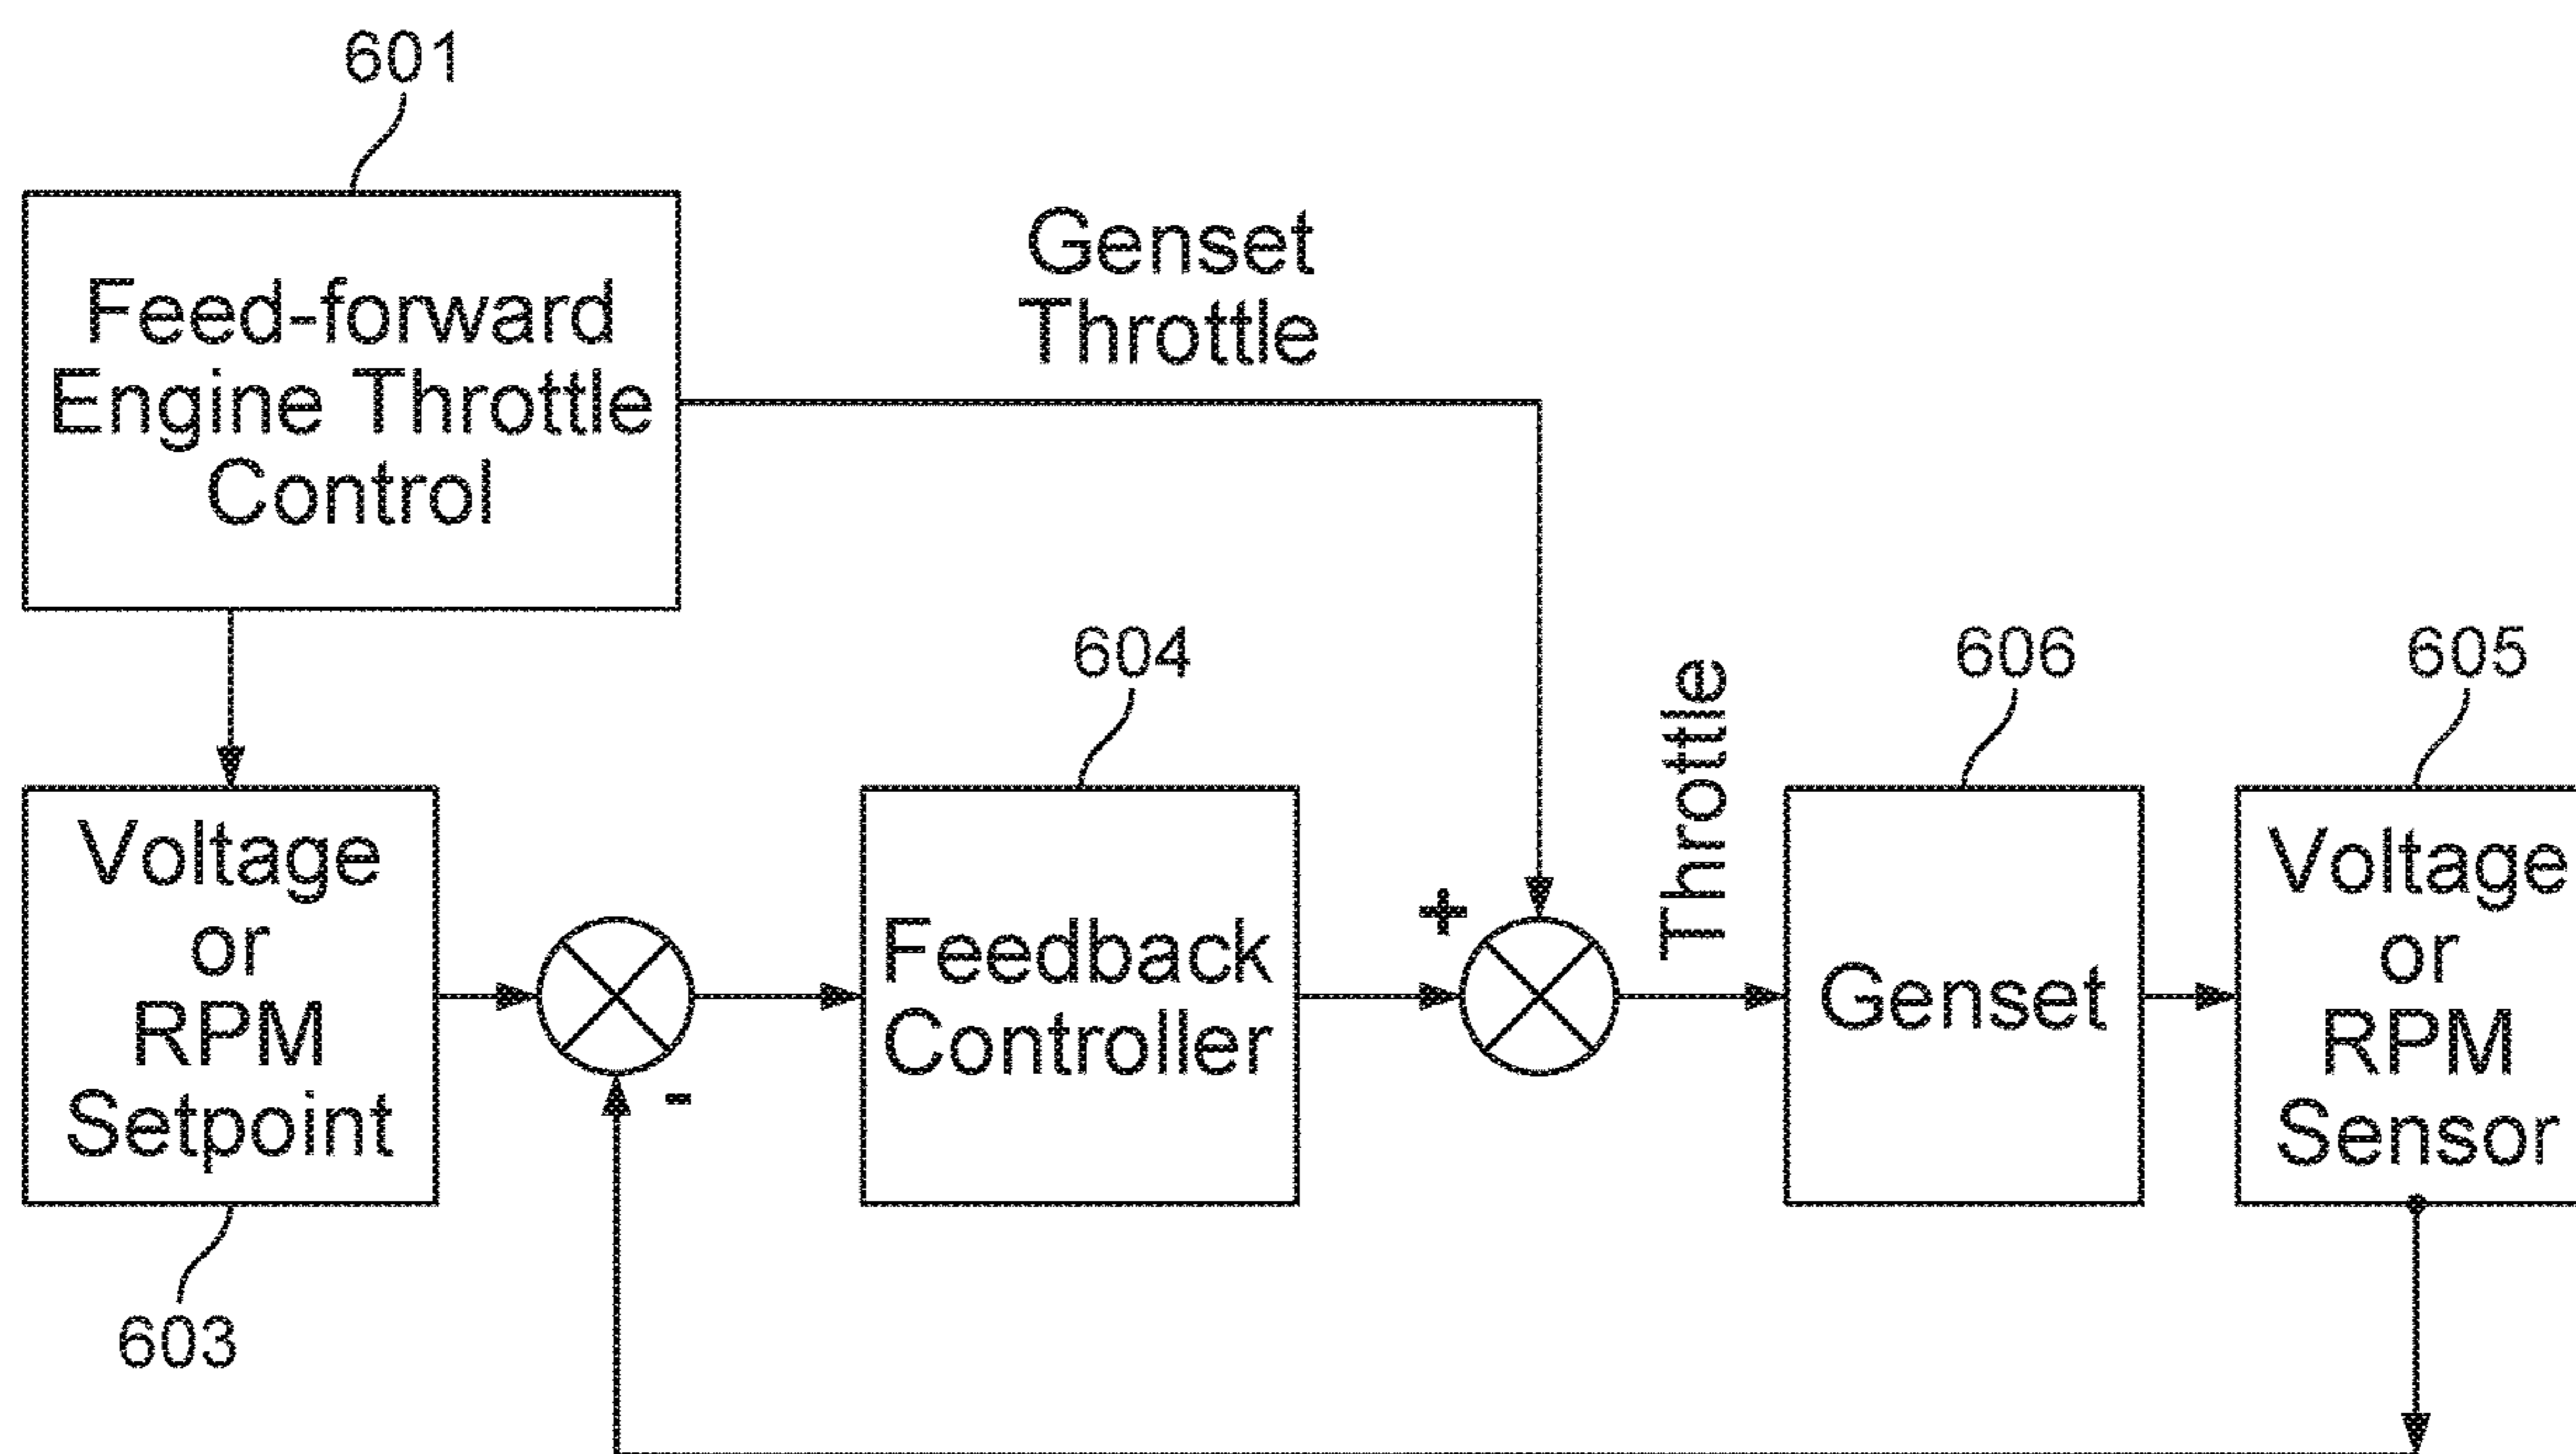 601
Feed-forward
Engine Throttle
Control
Genset
Throttle
604
606
605
Throttle
Voltage
or
RPM
Setpoint
+
-
Feedback
Controller
Genset
Voltage
or
RPM
Sensor
603